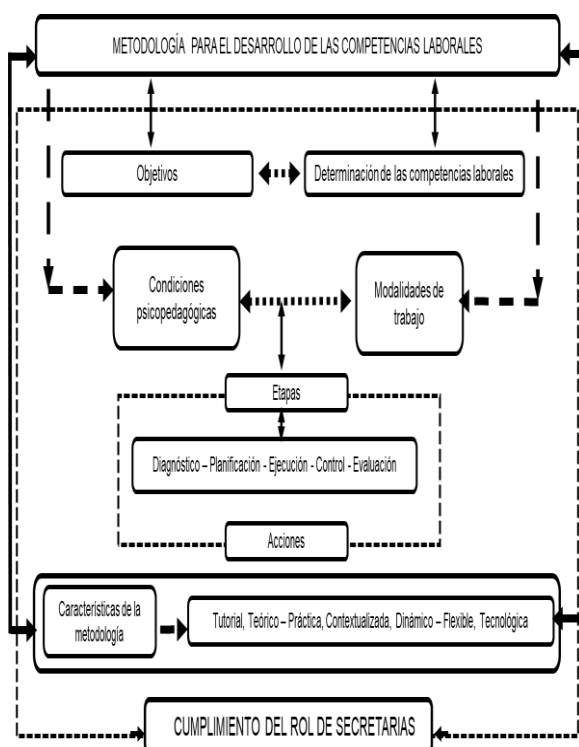 METODOLOGÍA PARA EL DESARROLLO DE LAS COMPETENCIAS LABORALES
Objetivos
Determinación de las competencias laborales
Condiciones
psicopedagógicas
Modalidades de
trabajo
Etapas
Diagnóstico – Planificación - Ejecución - Control - Evaluación
Acciones
Características de la
metodología
Tutorial, Teórico – Práctica, Contextualizada, Dinámico – Flexible, Tecnológica
CUMPLIMIENTO DEL ROL DE SECRETARIAS